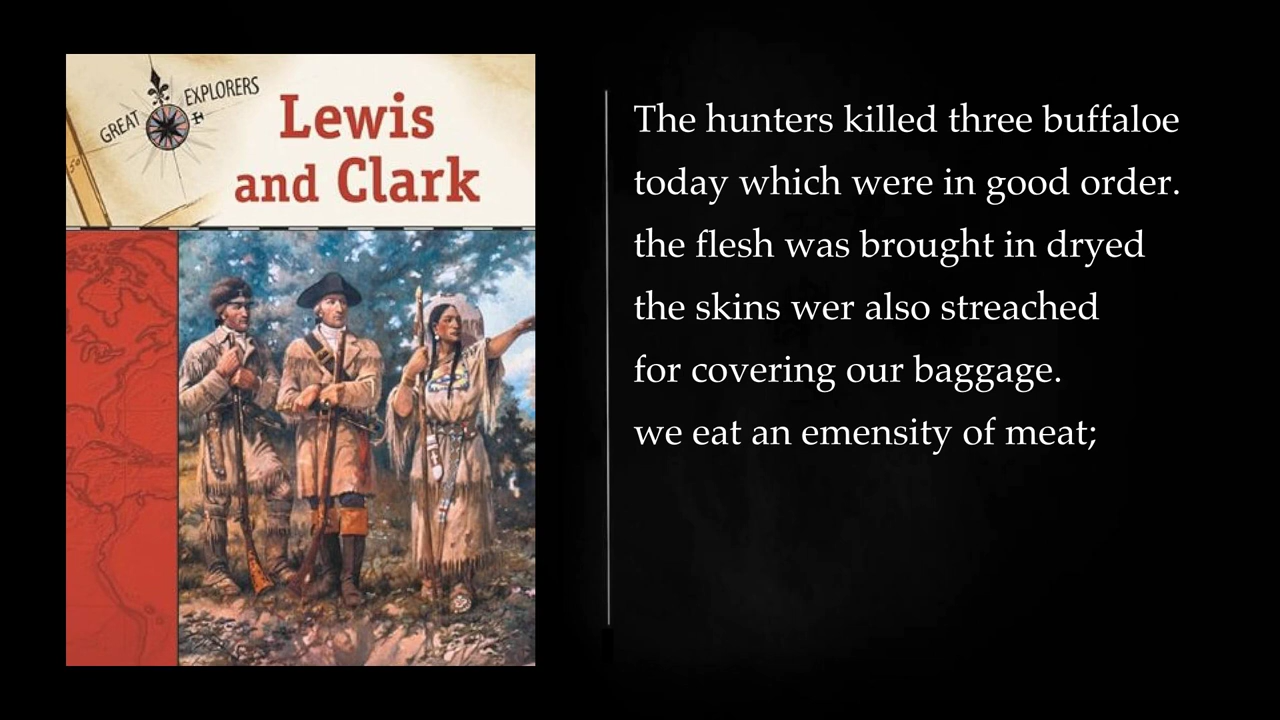 GREAT EXPLORERS
Lewis
and Clark
50
The hunters killed three buffaloe
today which were in good order.
the flesh was brought in dryed
the skins wer also streached
for covering our baggage.
we eat an emensity of meat;